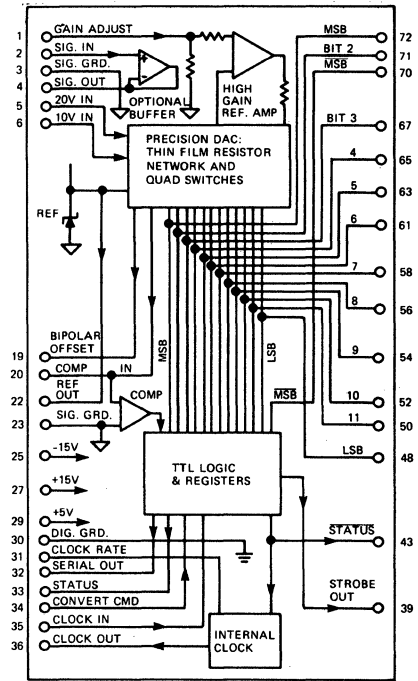 1 GAIN ADJUST
2 SIG. IN
3 SIG. GRD.
4 SIG. OUT
5 20V IN
6 10V IN
+
-
OPTIONAL
BUFFER
HIGH
GAIN
REF. AMP
PRECISION DAC:
THIN FILM RESISTOR
NETWORK AND
QUAD SWITCHES
REF
MSB
LSB
19 BIPOLAR
OFFSET
20 COMP IN
22 REF
OUT
23 SIG. GRD.
COMP
MSB
25 -15V
27 +15V
29 +5V
30 DIG. GRD.
31 CLOCK RATE
32 SERIAL OUT
33 STATUS
34 CONVERT CMD
35 CLOCK IN
36 CLOCK OUT
TTL LOGIC
& REGISTERS
INTERNAL
CLOCK
MSB 72
BIT 2 71
MSB 70
BIT 3 67
4 65
5 63
6 61
7 58
8 56
9 54
10 52
11 50
LSB 48
STATUS 43
STROBE
OUT 39